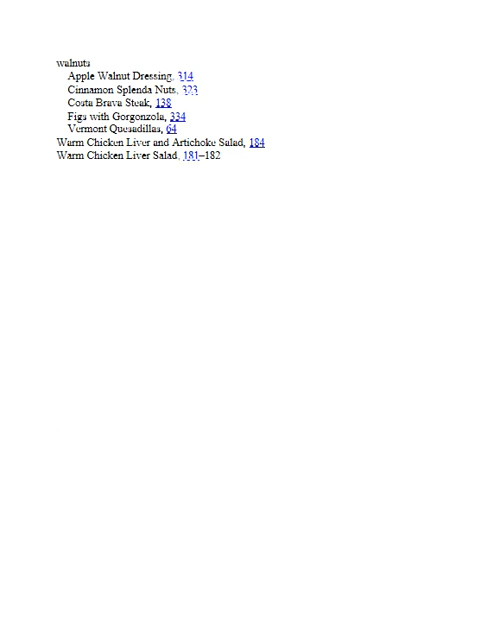 walnuts
Apple Walnut Dressing, 314
Cinnamon Splenda Nuts, 323
Costa Brava Steak, 138
Figs with Gorgonzola, 334
Vermont Quesadillas, 64
Warm Chicken Liver and Artichoke Salad, 184
Warm Chicken Liver Salad, 181–182